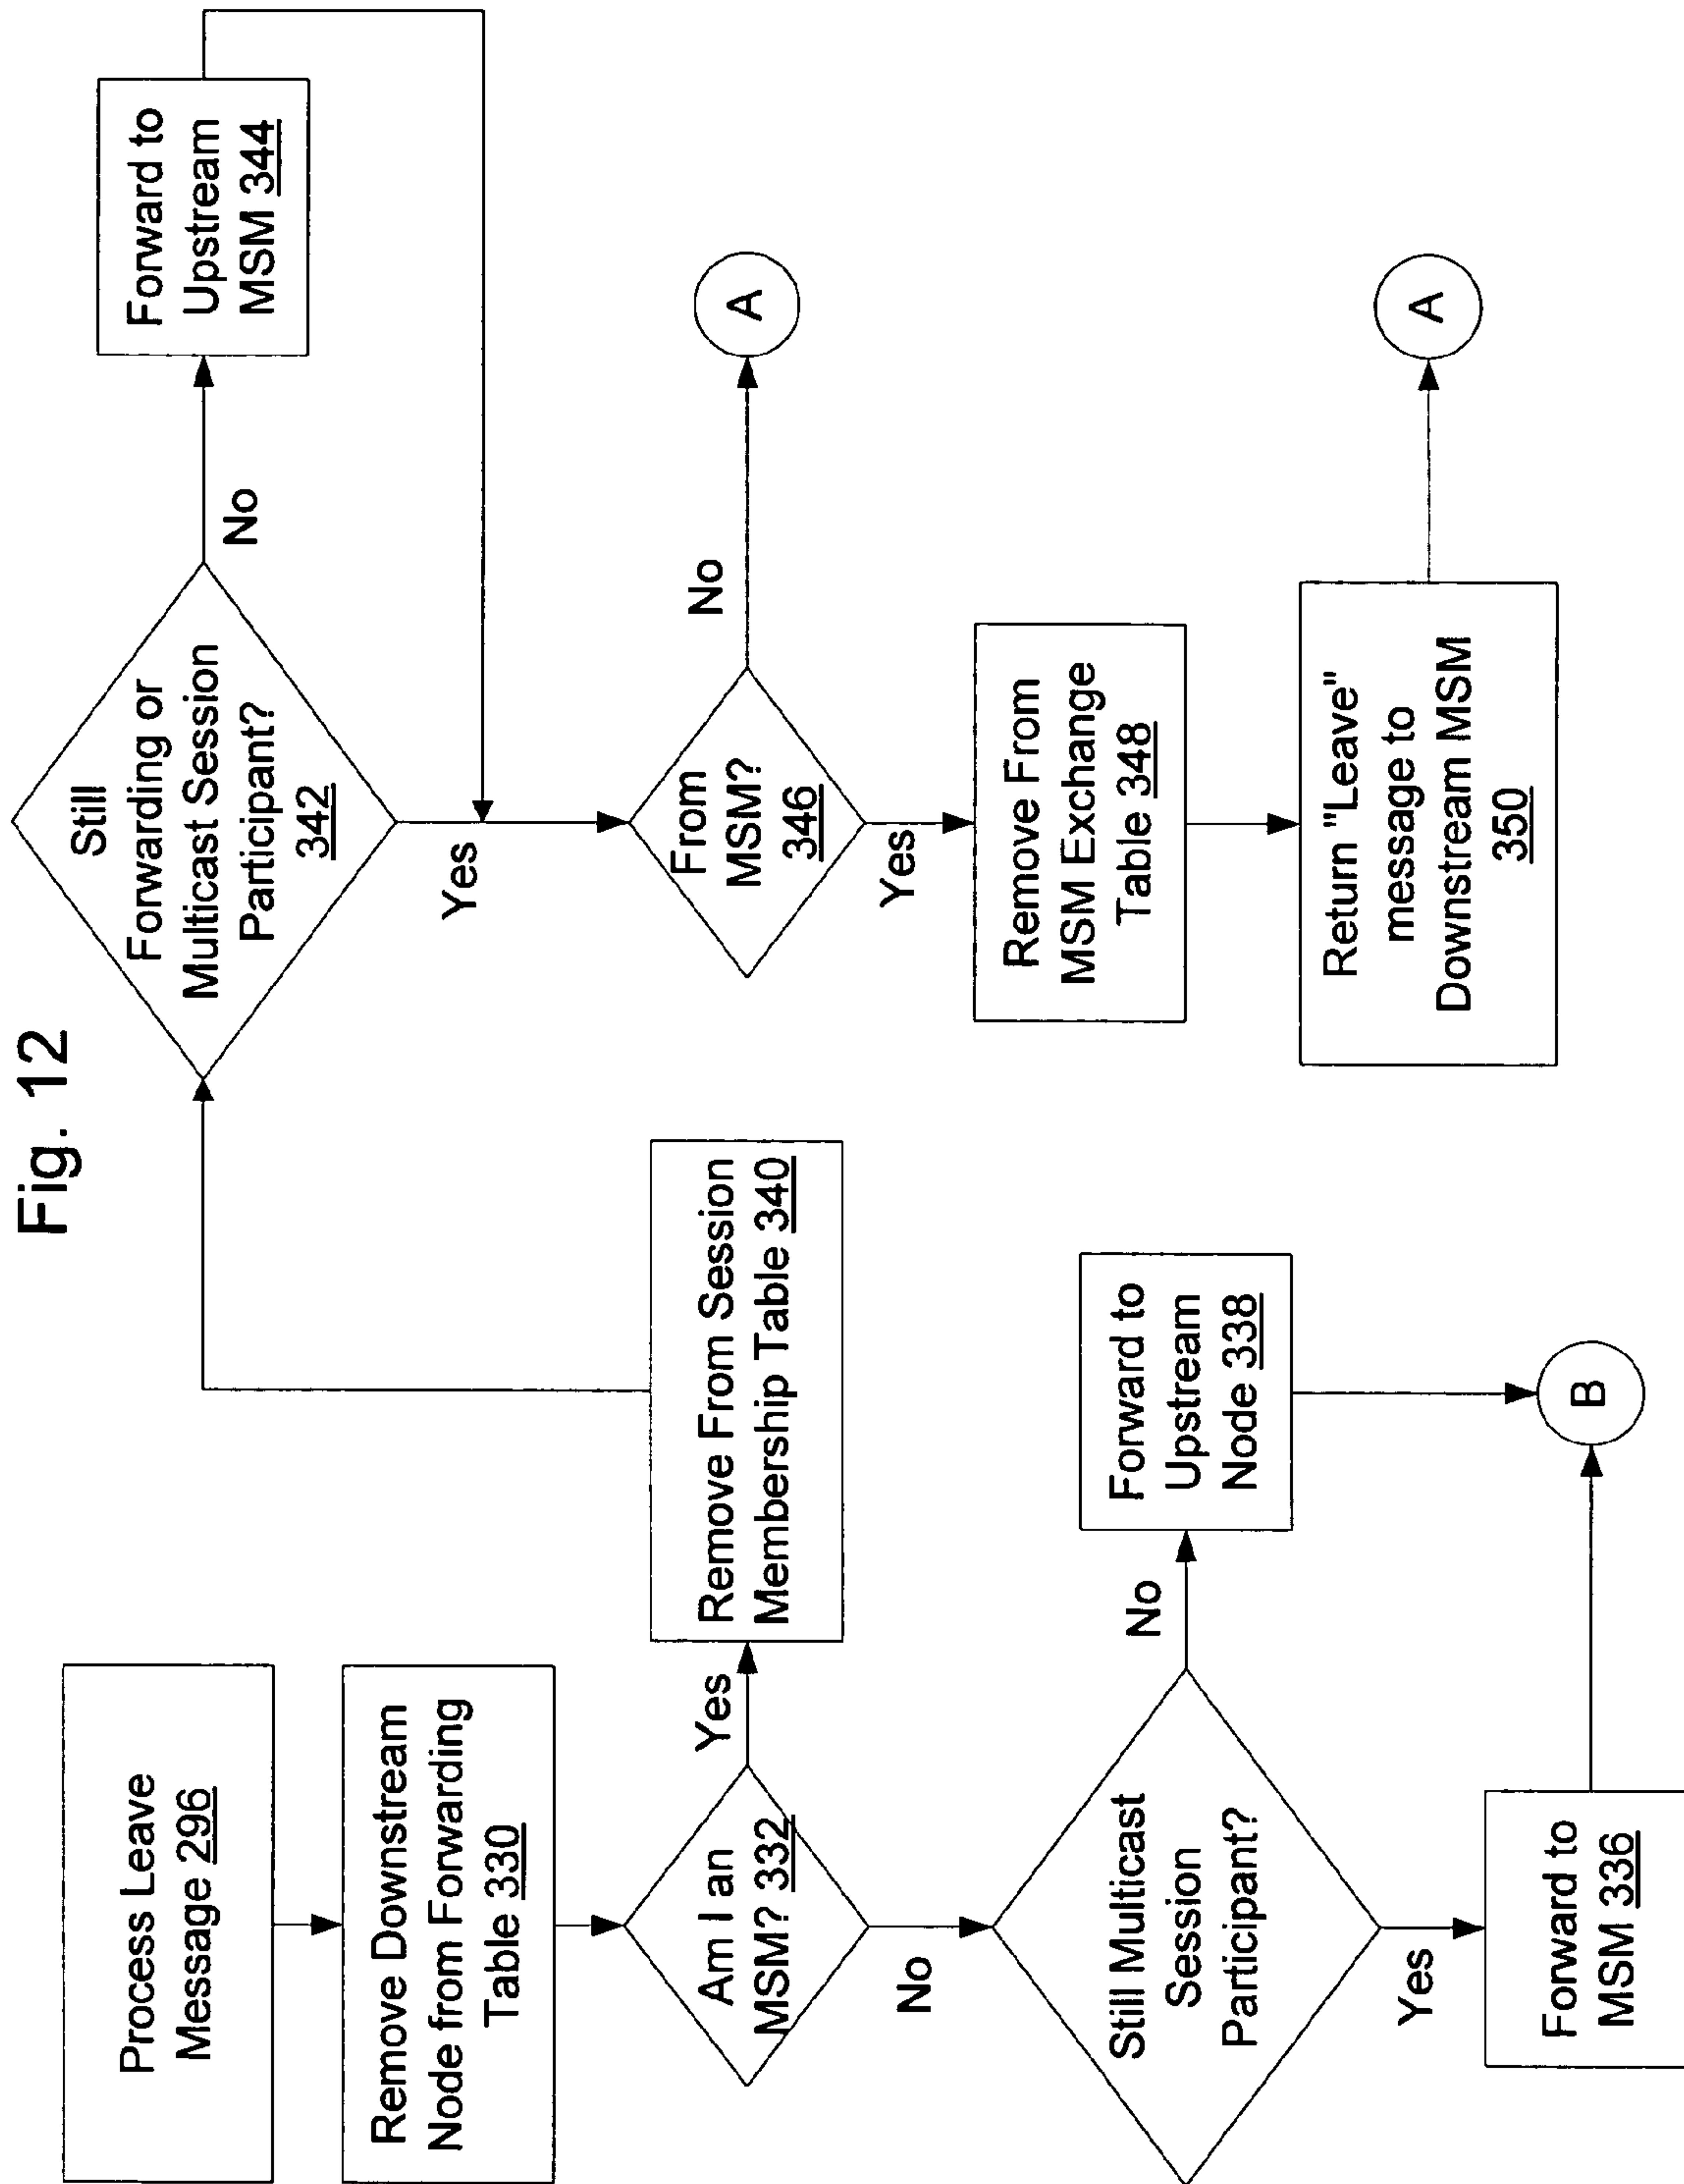 Fig. 12
Process Leave
Message 296
Remove Downstream
Node from Forwarding
Table 330
Am I an
MSM? 332
Yes
No
Remove From Session
Membership Table 340
Still Multicast
Session
Participant?
No
Yes
Forward to
Upstream
Node 338
Forward to
MSM 336
B
Still
Forwarding or
Multicast Session
Participant?
342
No
Yes
Forward to
Upstream
MSM 344
From
MSM?
346
No
A
Yes
Remove From
MSM Exchange
Table 348
Return "Leave"
message to
Downstream MSM
350
A